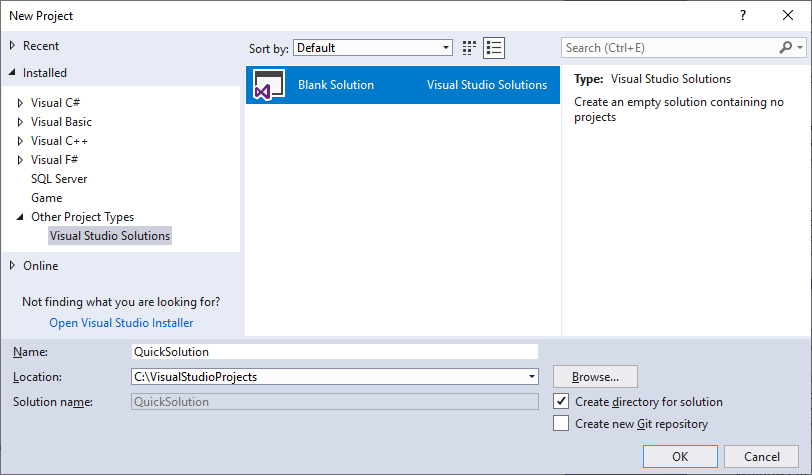 New Project
?
Recent
Installed
Visual C#
Visual Basic
Visual C++
Visual F#
SQL Server
Game
Other Project Types
Visual Studio Solutions
Online
Not finding what you are looking for?
Open Visual Studio Installer
Sort by: Default
Search (Ctrl+E)
Blank Solution Visual Studio Solutions
Type: Visual Studio Solutions
Create an empty solution containing no
projects
Name: QuickSolution
Location: C:\VisualStudioProjects Browse...
Solution name: QuickSolution
Create directory for solution
Create new Git repository
OK Cancel